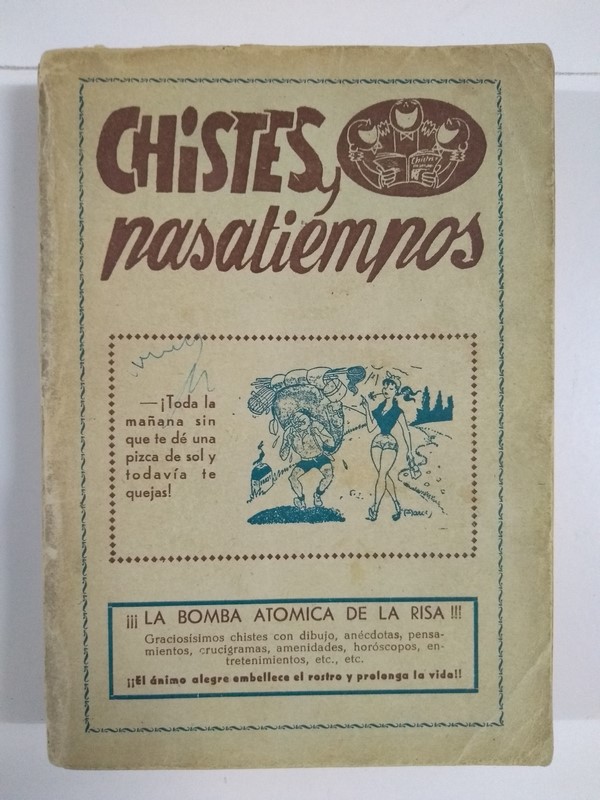 CHiSTES y
pasatiempos
Chistes
—¡Toda la
mañana sin
que te dé una
pizca de sol y
todavía te
quejas!
¡¡¡ LA BOMBA ATOMICA DE LA RISA !!!
Graciosísimos chistes con dibujo, anécdotas, pensa-
mientos, crucigramas, amenidades, horóscopos, en-
tretenimientos, etc., etc.
¡¡El ánimo alegre embellece el rostro y prolonga la vida!!